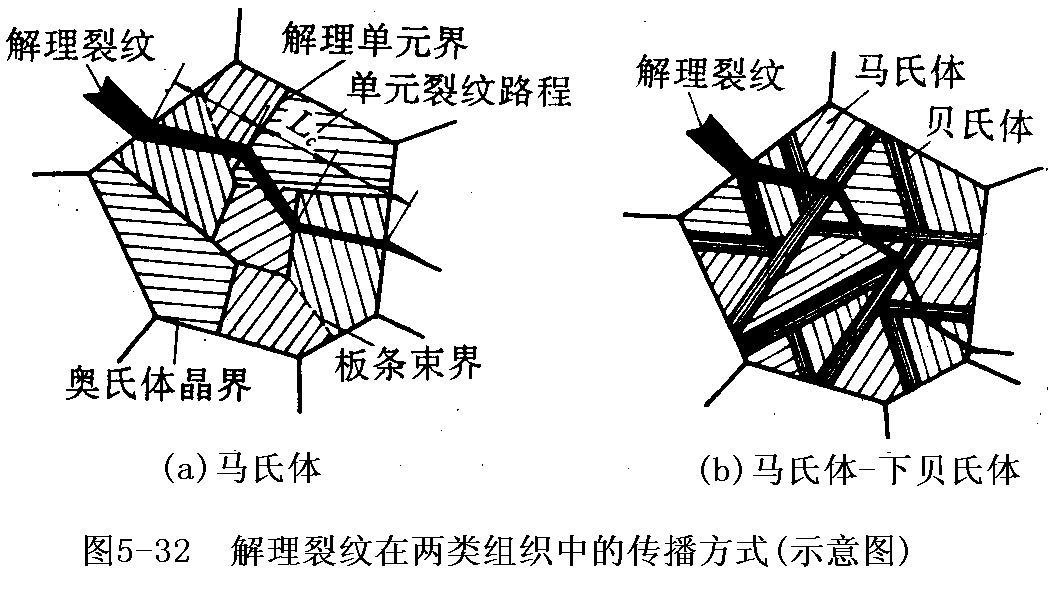 解理裂纹
解理单元界
单元裂纹路程
Lc
奥氏体晶界
板条束界
(a)马氏体
解理裂纹
马氏体
贝氏体
(b)马氏体-下贝氏体
图5-32 解理裂纹在两类组织中的传播方式(示意图)